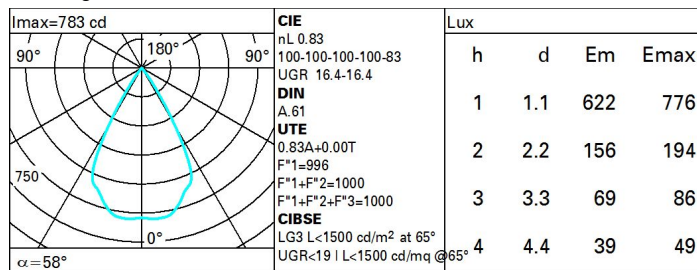 Imax=783 cd
90°
180°
90°
750
0°
α=58°
CIE
nL 0.83
100-100-100-100-83
UGR 16.4-16.4
DIN
A.61
UTE
0.83A+0.00T
F"1=996
F"1+F"2=1000
F"1+F"2+F"3=1000
CIBSE
LG3 L<1500 cd/m² at 65°
UGR<19 | L<1500 cd/mq @65°
Lux
h d Em Emax
1 1.1 622 776
2 2.2 156 194
3 3.3 69 86
4 4.4 39 49